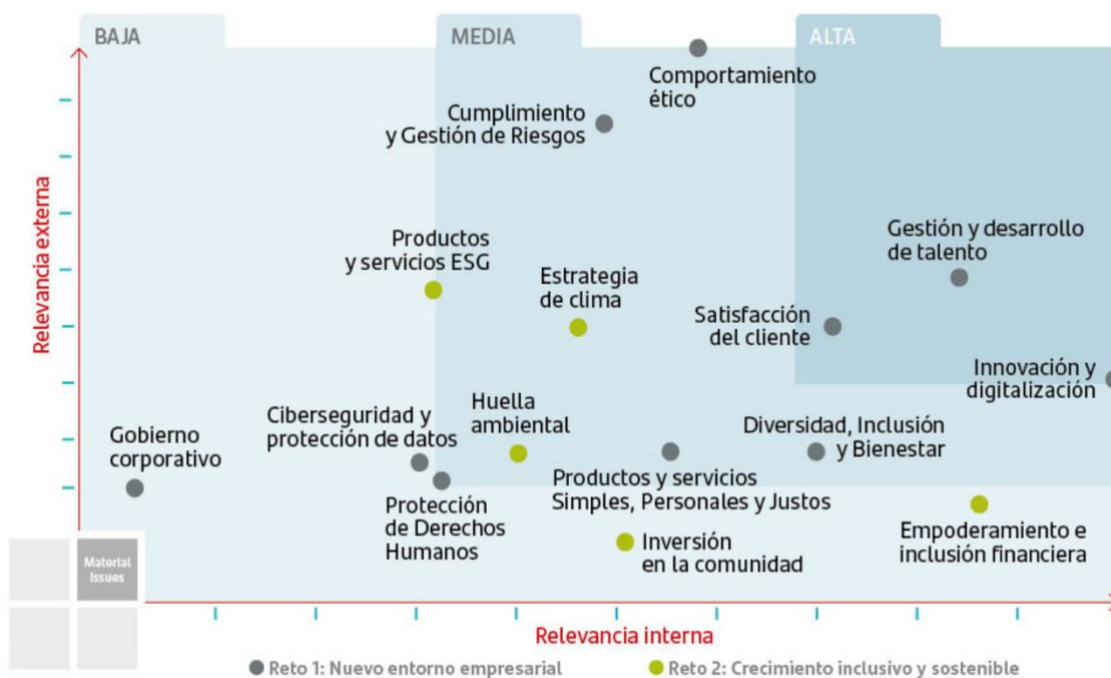 BAJA
MEDIA
ALTA
Comportamiento
ético
Cumplimiento
y Gestión de Riesgos
Gestión y desarrollo
de talento
Productos
y servicios ESG
Estrategia
de clima
Satisfacción
del cliente
Innovación y
digitalización
Relevancia externa
Gobierno
corporativo
Ciberseguridad y
protección de datos
Huella
ambiental
Diversidad, Inclusión
y Bienestar
Protección
de Derechos
Humanos
Productos y servicios
Simples, Personales y Justos
Inversión
en la comunidad
Empoderamiento e
inclusión financiera
Material
Issues
Relevancia interna
Reto 1: Nuevo entorno empresarial
Reto 2: Crecimiento inclusivo y sostenible